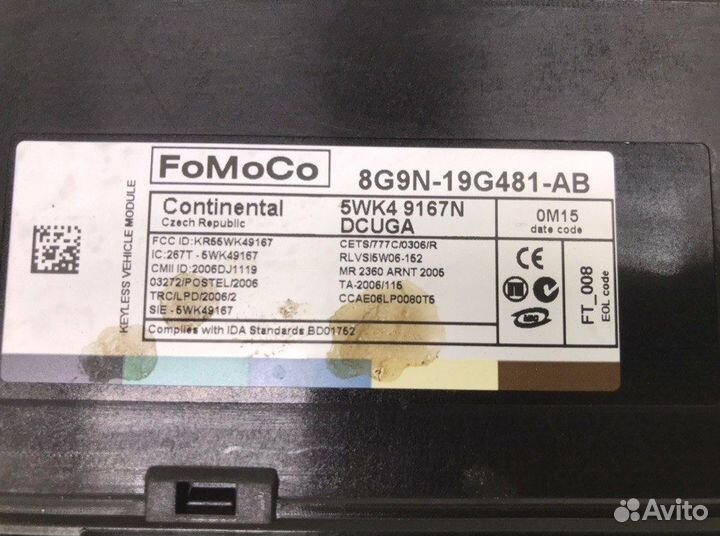 KEYLESS VEHICLE MODULE
FoMoCo
8G9N-19G481-AB
Continental
Czech Republic
5WK4 9167N
DCUGA
0M15
date code
FCC ID:KR55WK49167
IC:267T - 5WK49167
CMII ID:2006DJ1119
03272/POSTEL/2006
TRC/LPD/2006/2
SIE - 5WK49167
CETS/777C/0306/R
RLVSI5W06-152
MR 2360 ARNT 2005
TA-2006/115
CCAE06LP0080T5
Complies with IDA Standards BD01752
FT_008
EOL code
Avito